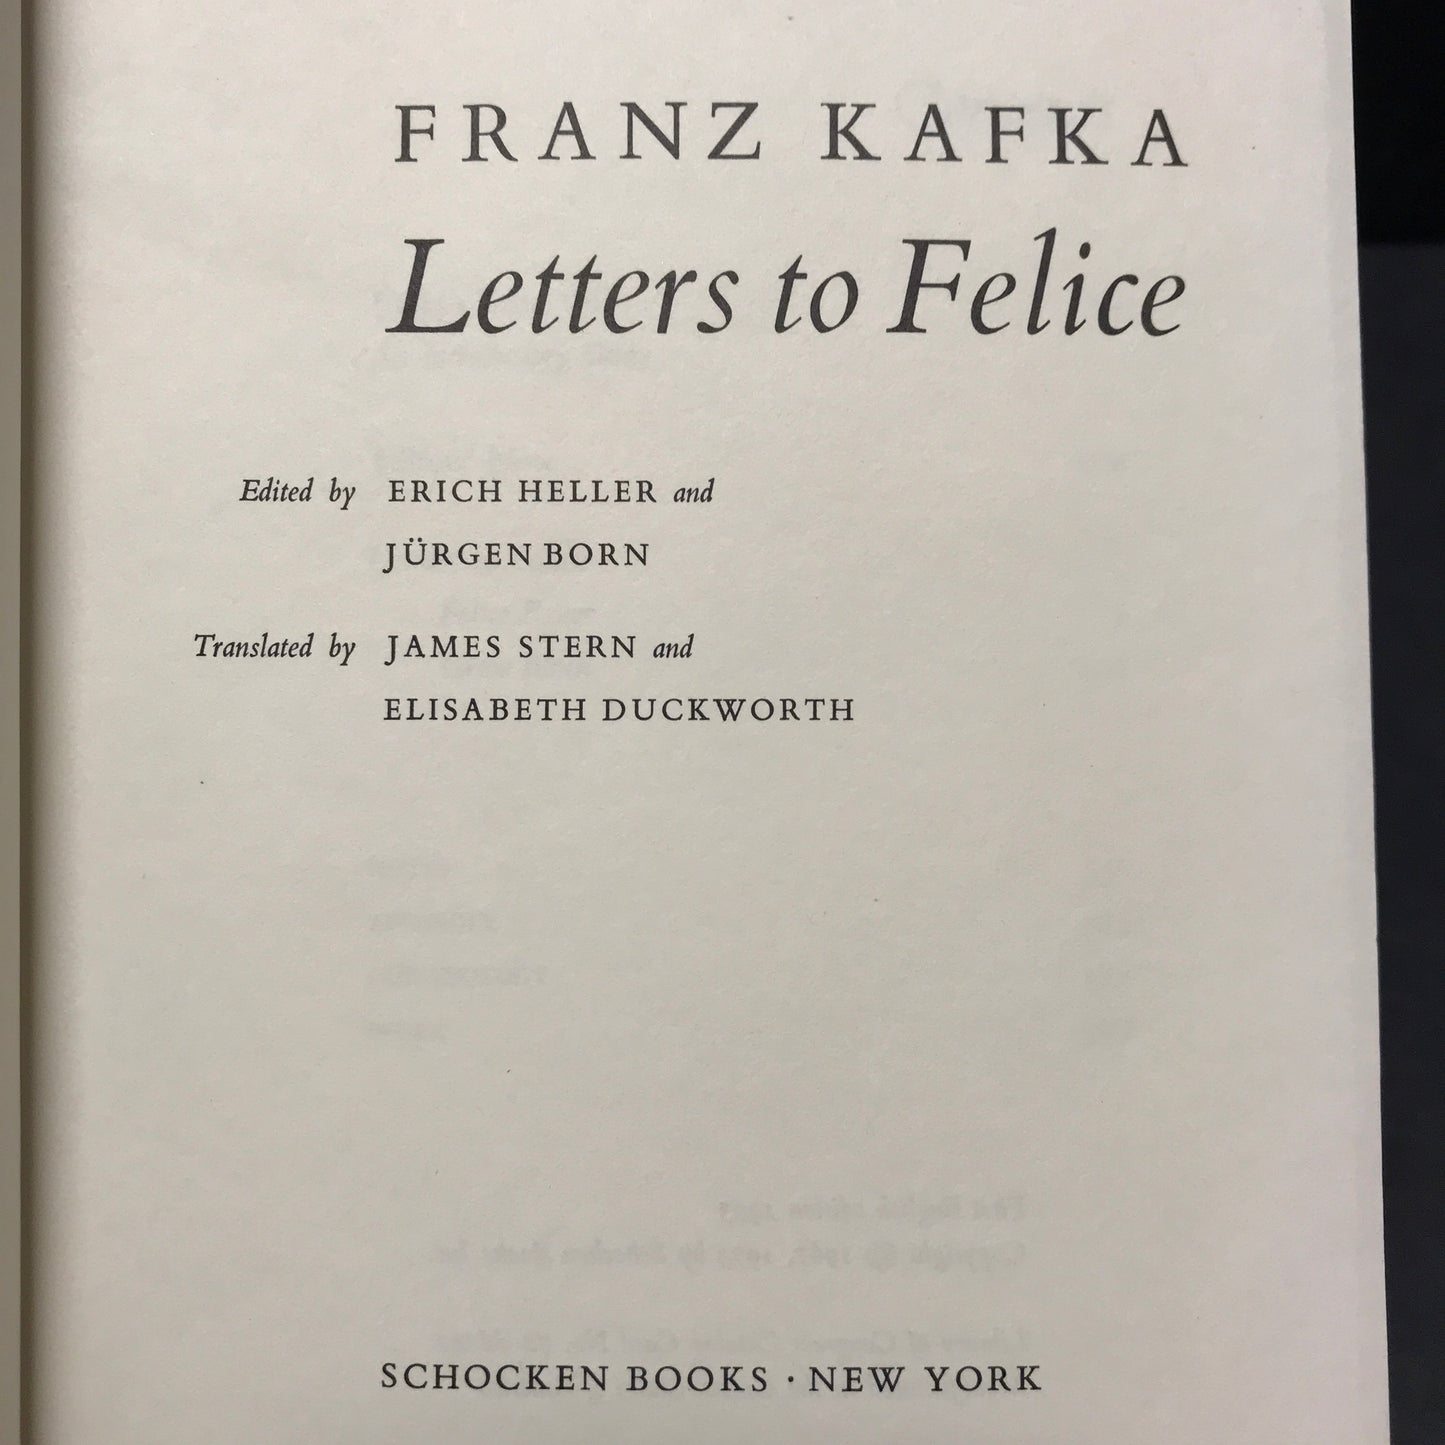 FRANZ KAFKA
Letters to Felice
Edited by ERICH HELLER and
JÜRGEN BORN
Translated by JAMES STERN and
ELISABETH DUCKWORTH
SCHOCKEN BOOKS · NEW YORK